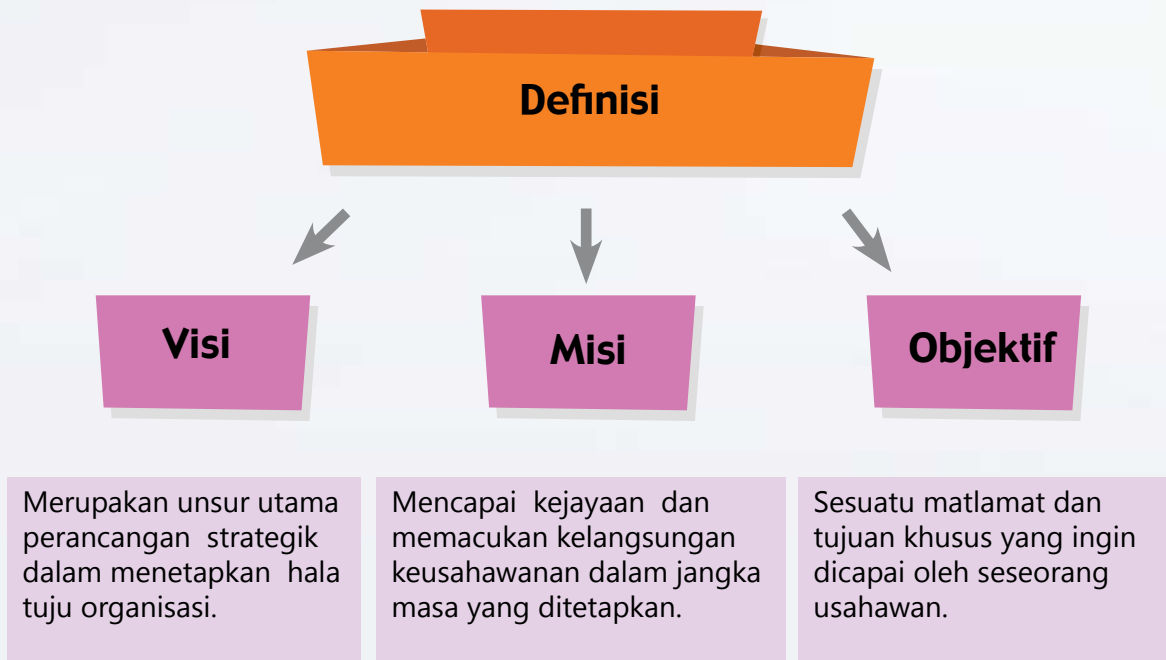 Definisi
Visi
Misi
Objektif
Merupakan unsur utama
perancangan strategik
dalam menetapkan hala
tuju organisasi.
Mencapai kejayaan dan
memacukan kelangsungan
keusahawanan dalam jangka
masa yang ditetapkan.
Sesuatu matlamat dan
tujuan khusus yang ingin
dicapai oleh seseorang
usahawan.